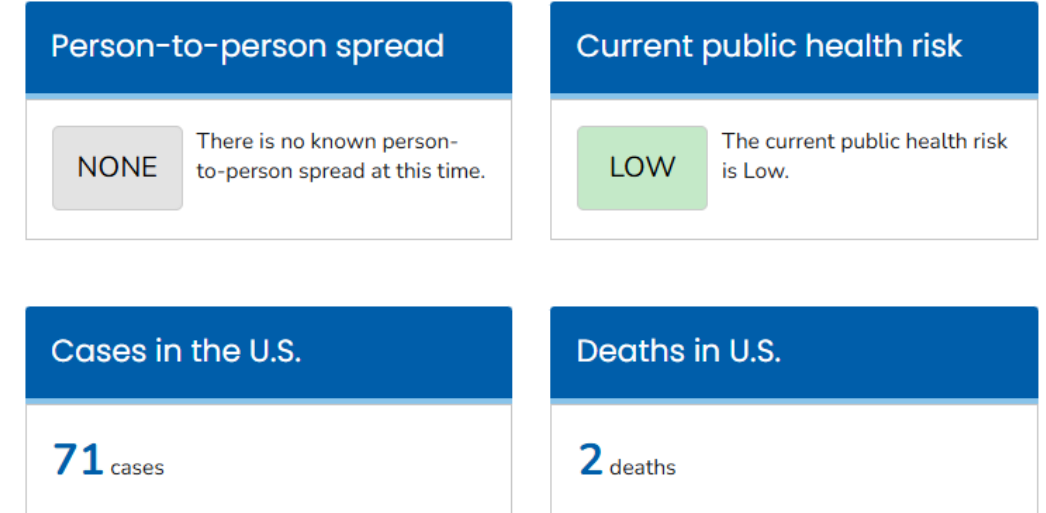 Person-to-person spread
NONE
There is no known person-
to-person spread at this time.
Current public health risk
LOW
The current public health risk
is Low.
Cases in the U.S.
71 cases
Deaths in U.S.
2 deaths